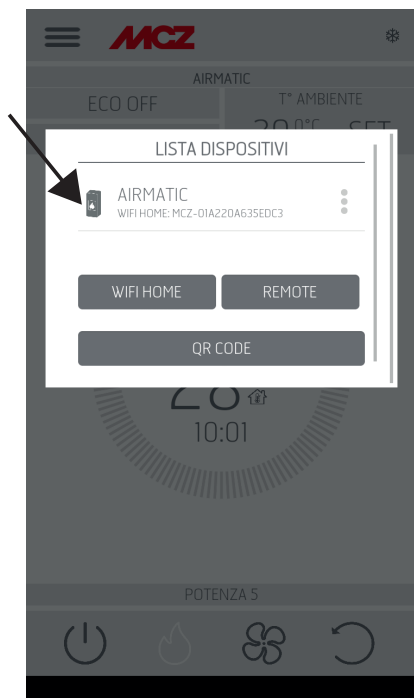 MCZ
AIRMATIC
ECO OFF
T° AMBIENTE
SET
LISTA DISPOSITIVI
AIRMATIC
WIFI HOME: MCZ-01A220A635EDC3
WIFI HOME
REMOTE
QR CODE
10:01
POTENZA 5